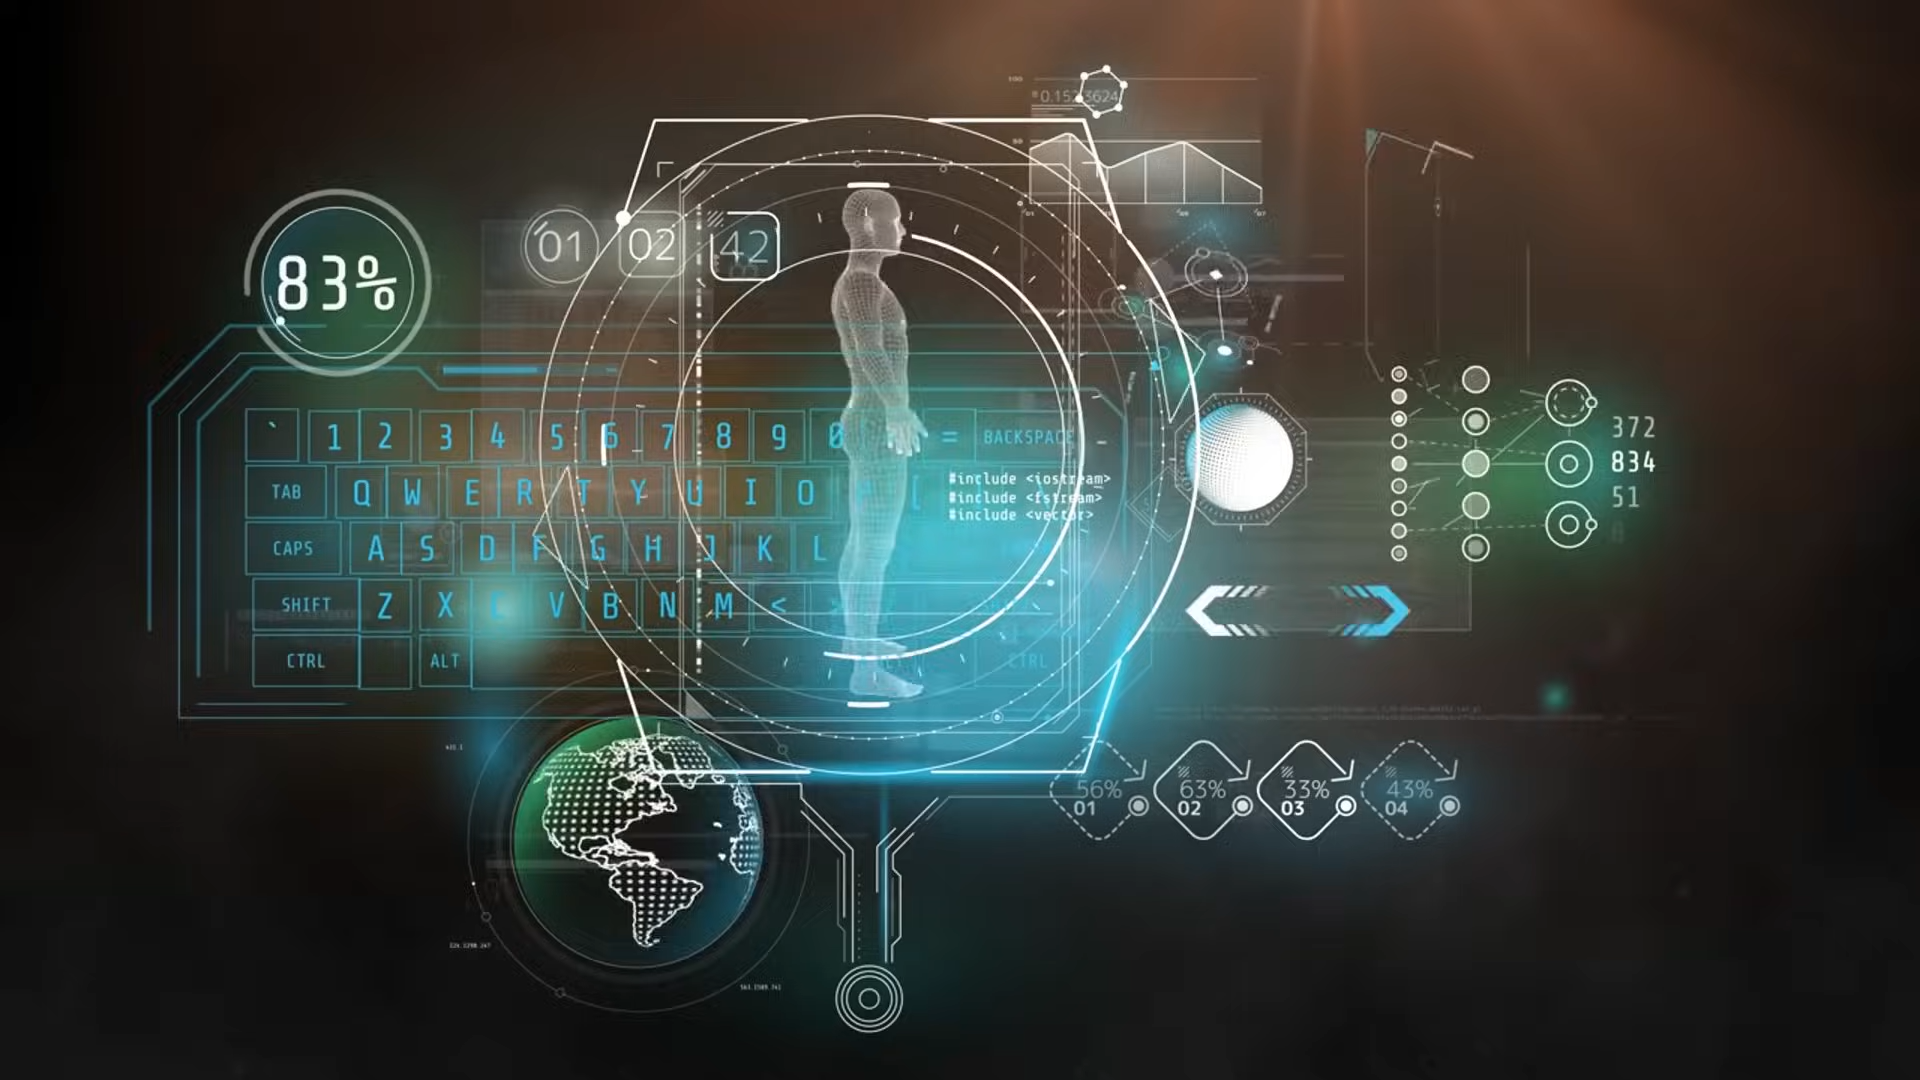 100
50
83%
01 02 42
` 1 2 3 4 5 6 7 8 9 0 = BACKSPACE
TAB Q W E R T Y U I O [
#include <iostream>
#include <fstream>
#include <vector>
CAPS A S D F G H J K L
SHIFT Z X C V B N M < >
CTRL ALT CTRL
372
834
51
56% 63% 33% 43%
01 02 03 04